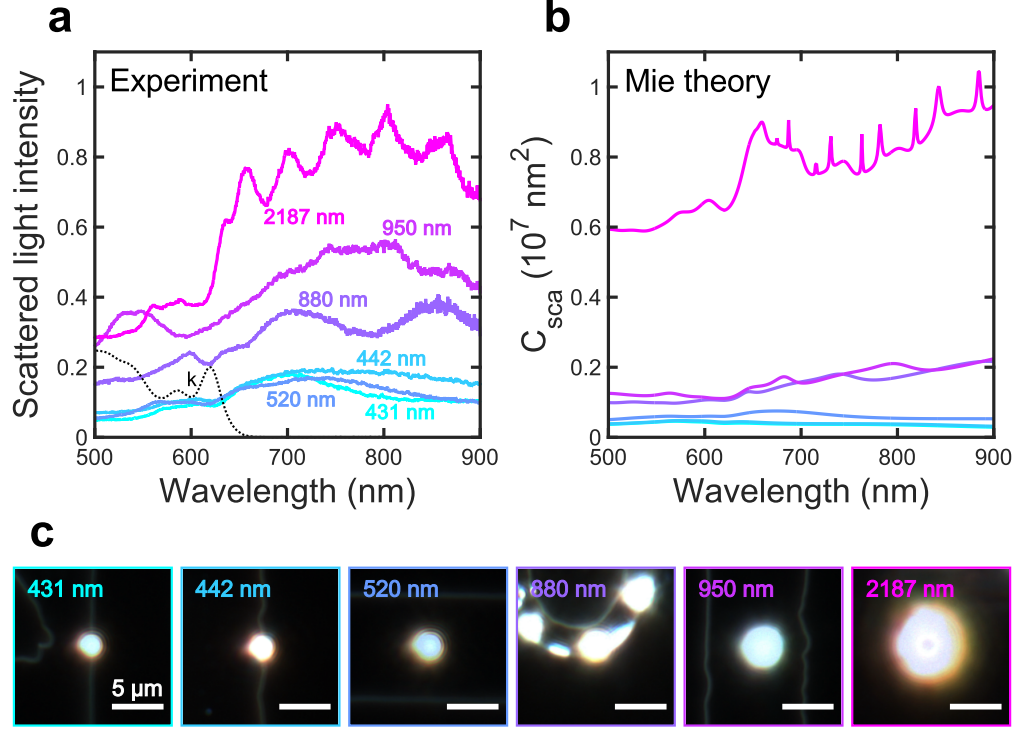 a
Experiment
Scattered light intensity
1
0.8
0.6
0.4
0.2
0
2187 nm
950 nm
880 nm
442 nm
k
520 nm
431 nm
500 600 700 800 900
Wavelength (nm)
b
Mie theory
C_sca (10^7 nm^2)
1
0.8
0.6
0.4
0.2
0
500 600 700 800 900
Wavelength (nm)
c
431 nm
442 nm
520 nm
880 nm
950 nm
2187 nm
5 µm